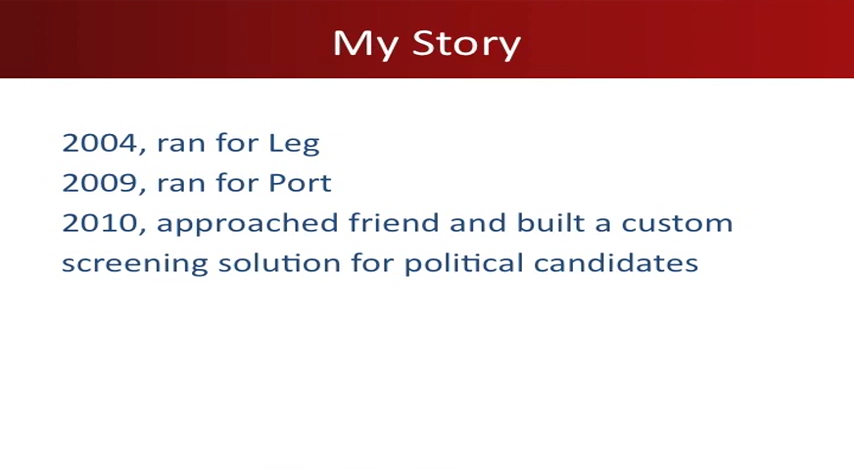 My Story
2004, ran for Leg
2009, ran for Port
2010, approached friend and built a custom
screening solution for political candidates